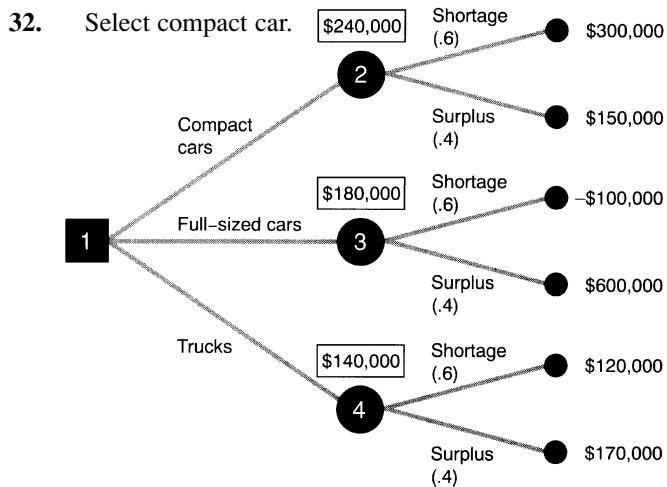 32. Select compact car.
$240,000
Shortage
(.6)
$300,000
2
Surplus
(.4)
$150,000
Compact
cars
$180,000
Shortage
(.6)
–$100,000
1
Full–sized cars
3
Surplus
(.4)
$600,000
Trucks
$140,000
Shortage
(.6)
$120,000
4
Surplus
(.4)
$170,000